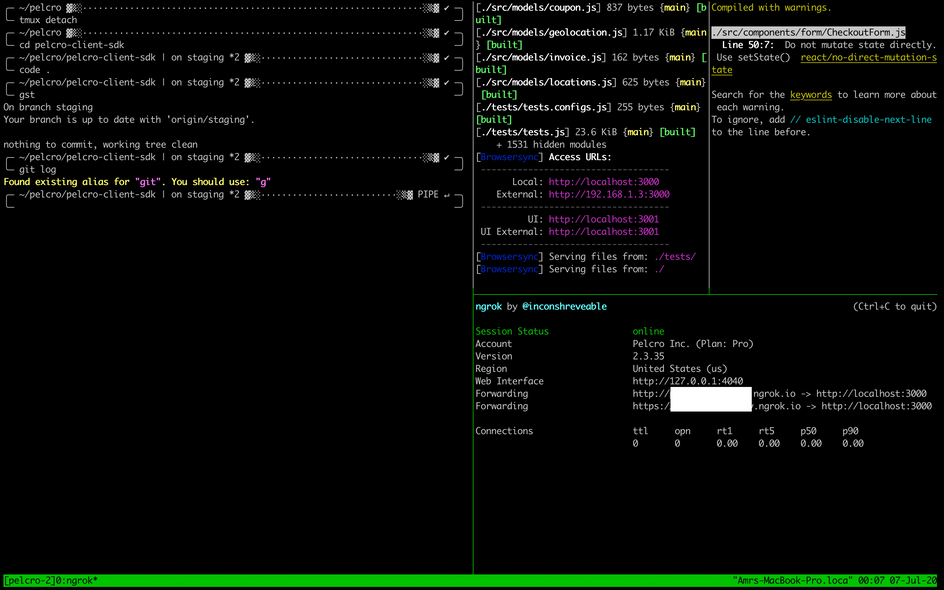 ~/pelcro ✔
tmux detach
~/pelcro ✔
cd pelcro-client-sdk
~/pelcro/pelcro-client-sdk | on staging *2 ✔
code .
~/pelcro/pelcro-client-sdk | on staging *2 ✔
gst
On branch staging
Your branch is up to date with 'origin/staging'.
nothing to commit, working tree clean
~/pelcro/pelcro-client-sdk | on staging *2 ✔
git log
Found existing alias for "git". You should use: "g"
~/pelcro/pelcro-client-sdk | on staging *2 PIPE ↵
[./src/models/coupon.js] 837 bytes {main} [b
uilt]
[./src/models/geolocation.js] 1.17 KiB {main
} [built]
[./src/models/invoice.js] 162 bytes {main} [
built]
[./src/models/locations.js] 625 bytes {main}
[built]
[./tests/tests.configs.js] 255 bytes {main}
[built]
[./tests/tests.js] 23.6 KiB {main} [built]
+ 1531 hidden modules
[Browsersync] Access URLs:
-----------------------------------
Local: http://localhost:3000
External: http://192.168.1.3:3000
-----------------------------------
UI: http://localhost:3001
UI External: http://localhost:3001
-----------------------------------
[Browsersync] Serving files from: ./tests/
[Browsersync] Serving files from: ./
Compiled with warnings.
./src/components/form/CheckoutForm.js
Line 50:7: Do not mutate state directly.
Use setState() react/no-direct-mutation-s
tate
Search for the keywords to learn more about
each warning.
To ignore, add // eslint-disable-next-line
to the line before.
ngrok by @inconshreveable (Ctrl+C to quit)
Session Status online
Account Pelcro Inc. (Plan: Pro)
Version 2.3.35
Region United States (us)
Web Interface http://127.0.0.1:4040
Forwarding http:// ngrok.io -> http://localhost:3000
Forwarding https:/ .ngrok.io -> http://localhost:3000
Connections ttl opn rt1 rt5 p50 p90
0 0 0.00 0.00 0.00 0.00
[pelcro-2]0:ngrok* "Amrs-MacBook-Pro.loca" 00:07 07-Jul-20